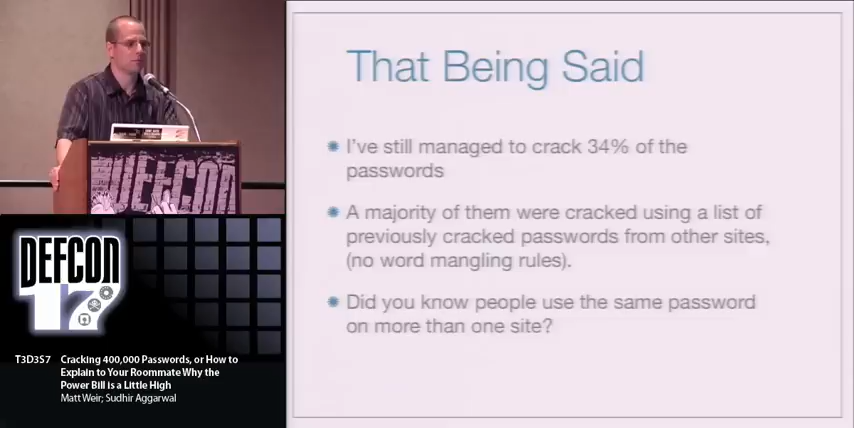 That Being Said
I've still managed to crack 34% of the
passwords
A majority of them were cracked using a list of
previously cracked passwords from other sites,
(no word mangling rules).
Did you know people use the same password
on more than one site?
DEFCON
DEFCON
17
T3D3S7 Cracking 400,000 Passwords, or How to
Explain to Your Roommate Why the
Power Bill is a Little High
Matt Weir; Sudhir Aggarwal